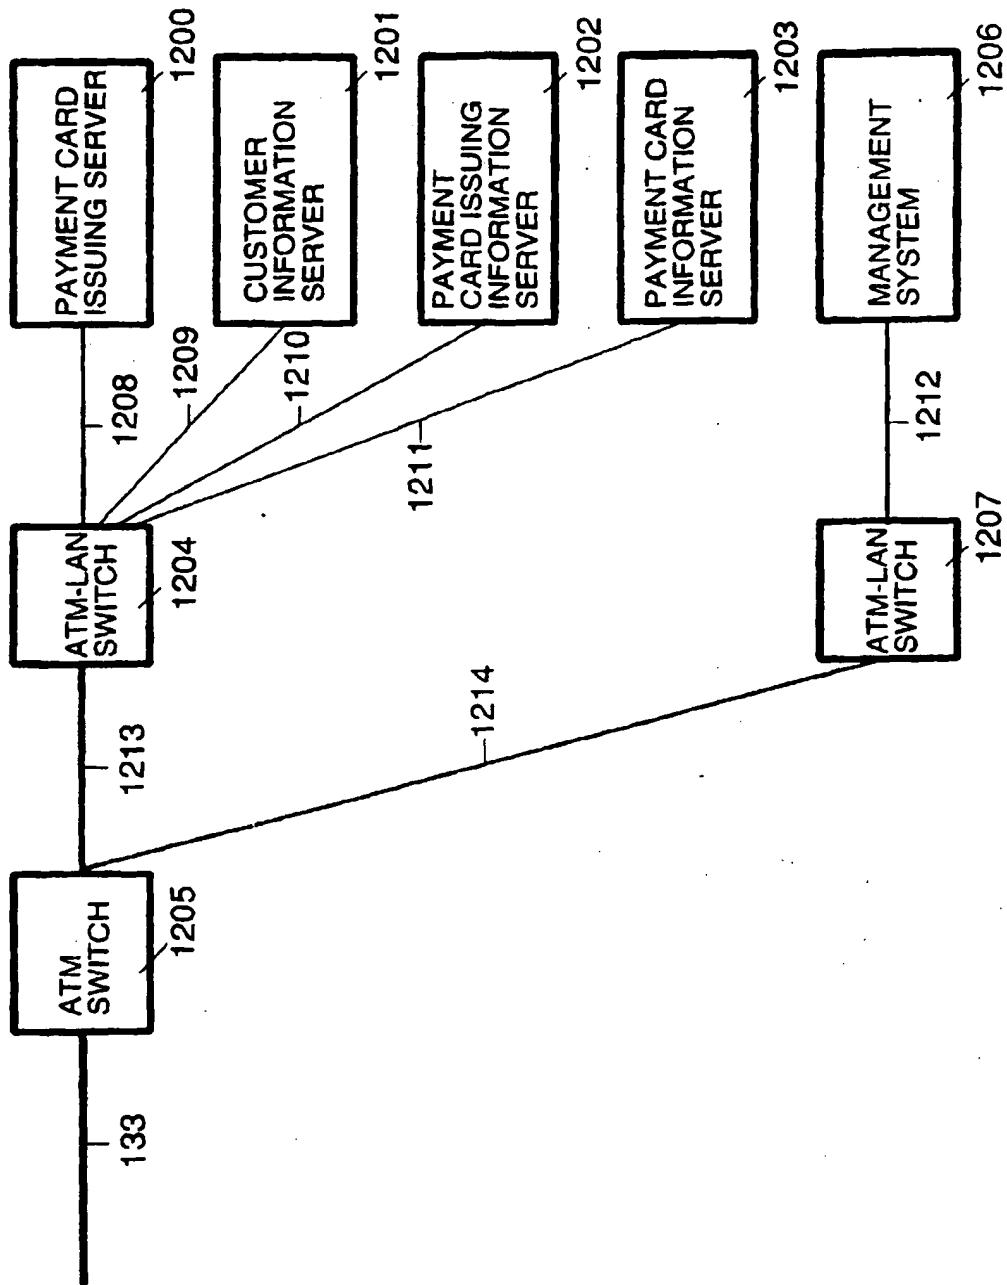 PAYMENT CARD
ISSUING SERVER
1200
CUSTOMER
INFORMATION
SERVER
1201
PAYMENT
CARD ISSUING
INFORMATION
SERVER
1202
PAYMENT CARD
INFORMATION
SERVER
1203
MANAGEMENT
SYSTEM
1206
1208
1209
1210
1211
1212
ATM-LAN
SWITCH
1204
ATM-LAN
SWITCH
1207
1213
1214
ATM
SWITCH
1205
133